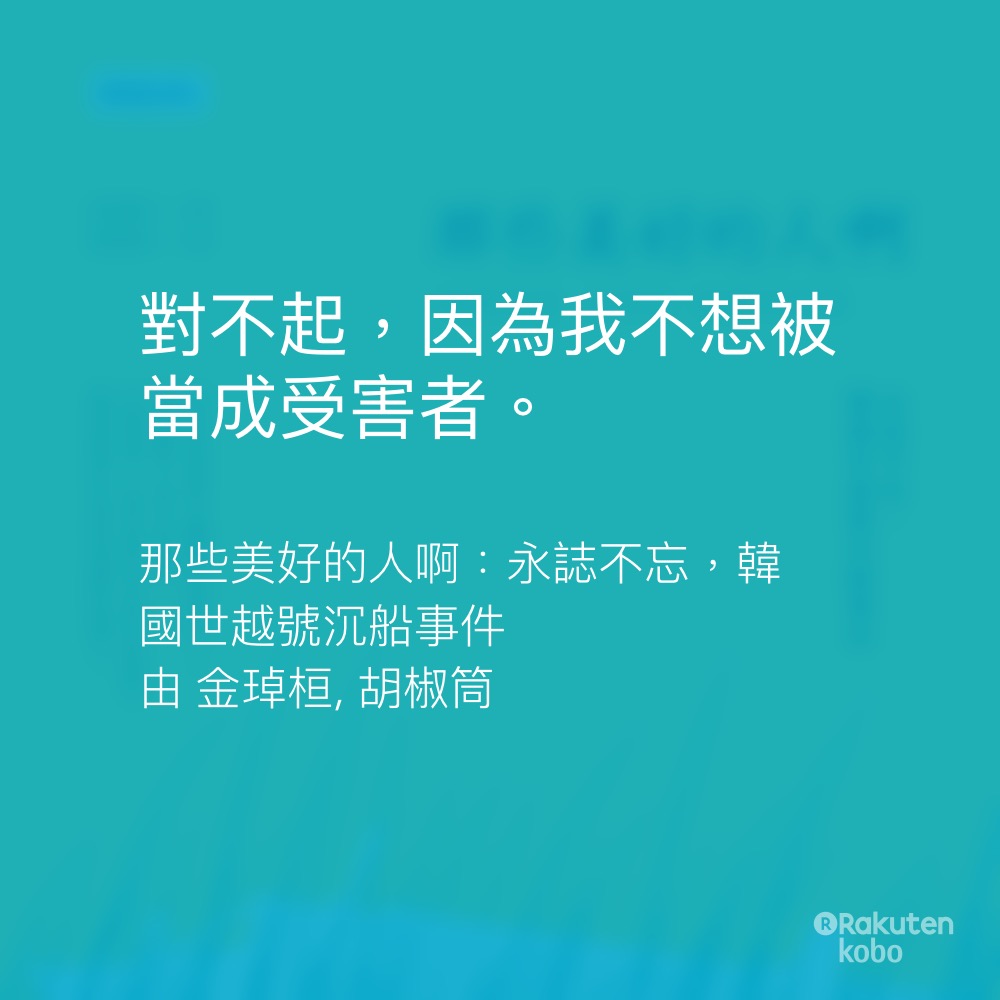 對不起，因為我不想被
當成受害者。
那些美好的人啊：永誌不忘，韓
國世越號沉船事件
由 金琸桓, 胡椒筒
Rakuten
kobo